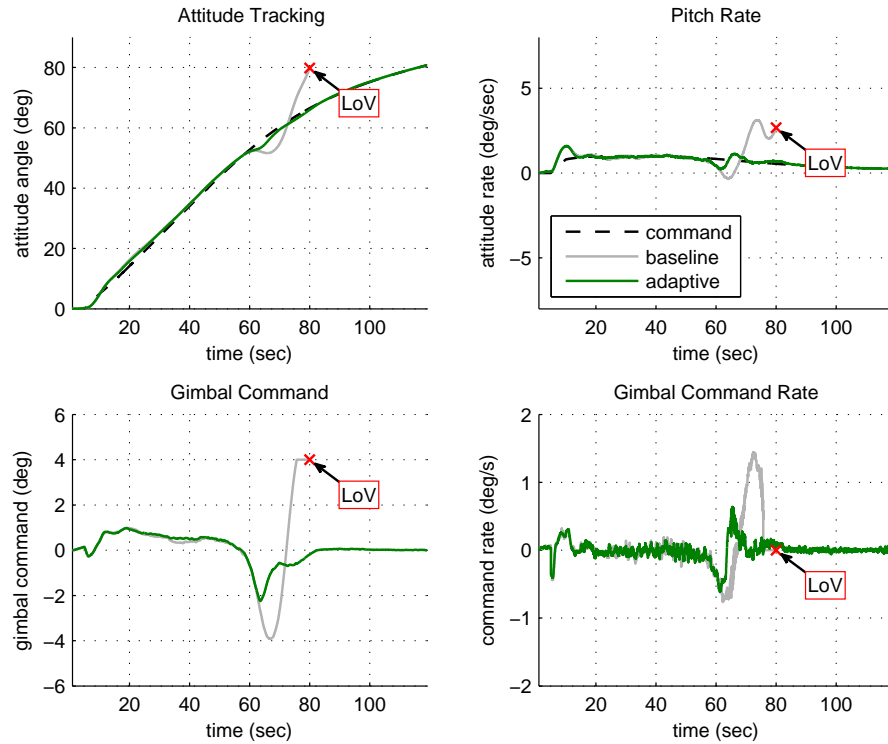 Attitude Tracking
80
60
40
20
0
20 40 60 80 100
attitude angle (deg)
time (sec)
LoV
Pitch Rate
5
0
−5
20 40 60 80 100
attitude rate (deg/sec)
time (sec)
LoV
command
baseline
adaptive
Gimbal Command
6
4
2
0
−2
−4
−6
20 40 60 80 100
gimbal command (deg)
time (sec)
LoV
Gimbal Command Rate
2
1
0
−1
−2
20 40 60 80 100
command rate (deg/s)
time (sec)
LoV